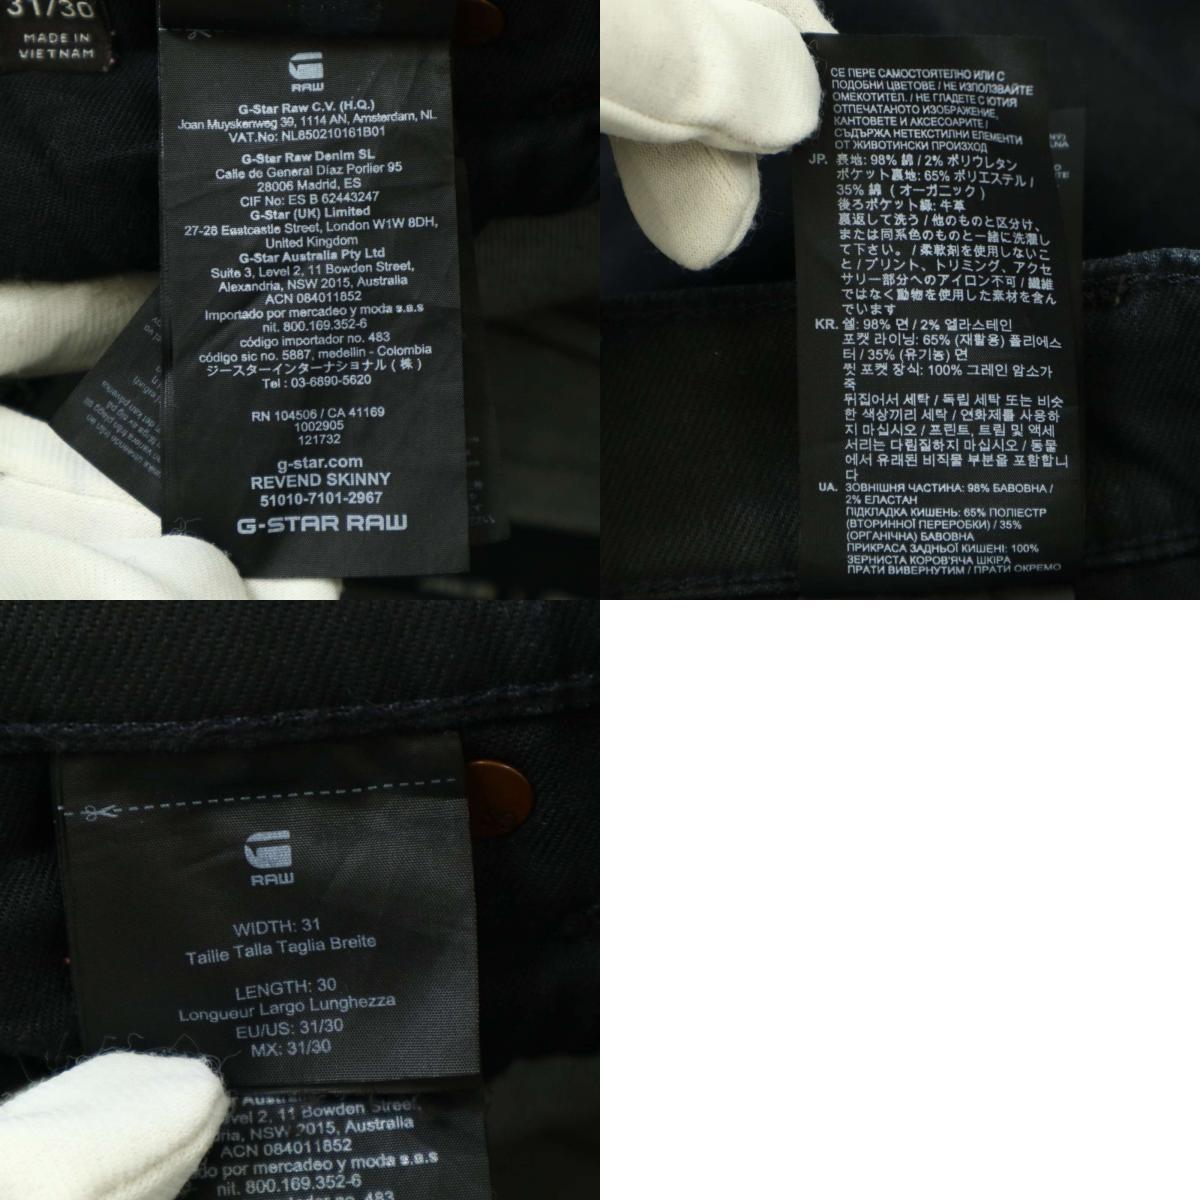 31/30
MADE IN
VIETNAM
RAW
G-Star Raw C.V. (H.Q.)
Joan Muyskenweg 39, 1114 AN, Amsterdam, NL
VAT.No: NL850210161B01
G-Star Raw Denim SL
Calle de General Díaz Porlier 95
28006 Madrid, ES
CIF No: ES B 62443247
G-Star (UK) Limited
27-28 Eastcastle Street, London W1W 8DH,
United Kingdom
G-Star Australia Pty Ltd
Suite 3, Level 2, 11 Bowden Street,
Alexandria, NSW 2015, Australia
ACN 084011852
Importado por mercadeo y moda s.a.s
nit. 800.169.352-6
código importador no. 483
código sic no. 5887, medellin - Colombia
ジースターインターナショナル ( 株 )
Tel : 03-6890-5620
RN 104506 / CA 41169
1002905
121732
g-star.com
REVEND SKINNY
51010-7101-2967
G-STAR RAW
СЕ ПЕРЕ САМОСТОЯТЕЛНО ИЛИ С
ПОДОБНИ ЦВЕТОВЕ / НЕ ИЗПОЛЗВАЙТЕ
ОМЕКОТИТЕЛ. / НЕ ГЛАДЕТЕ С ЮТИЯ
ОТПЕЧАТАНОТО ИЗОБРАЖЕНИЕ,
КАНТОВЕТЕ И АКСЕСОАРИТЕ /
СЪДЪРЖА НЕТЕКСТИЛНИ ЕЛЕМЕНТИ
ОТ ЖИВОТИНСКИ ПРОИЗХОД
JP. 表地: 98% 綿 / 2% ポリウレタン
ポケット裏地: 65% ポリエステル /
35% 綿 ( オーガニック )
後ろポケット縁: 牛革
裏返して洗う / 他のものと区分け、
または同系色のものと一緒に洗濯し
て下さい。 / 柔軟剤を使用しないこ
と / プリント、トリミング、アクセ
サリー部分へのアイロン不可 / 繊維
ではなく動物を使用した素材を含ん
でいます
KR. 쉘: 98% 면 / 2% 엘라스테인
포켓 라이닝: 65% (재활용) 폴리에스
터 / 35% (유기농) 면
뒷 포켓 장식: 100% 그레인 암소가
죽
뒤집어서 세탁 / 독립 세탁 또는 비슷
한 색상끼리 세탁 / 연화제를 사용하
지 마십시오 / 프린트, 트림 및 액세
서리는 다림질하지 마십시오 / 동물
에서 유래된 비직물 부분을 포함합니
다
UA. ЗОВНІШНЯ ЧАСТИНА: 98% БАВОВНА /
2% ЕЛАСТАН
ПІДКЛАДКА КИШЕНЬ: 65% ПОЛІЕСТР
(ВТОРИННОЇ ПЕРЕРОБКИ) / 35%
(ОРГАНІЧНА) БАВОВНА
ПРИКРАСА ЗАДНЬОЇ КИШЕНІ: 100%
ЗЕРНИСТА КОРОВ'ЯЧА ШКІРА
ПРАТИ ВИВЕРНУТИМ / ПРАТИ ОКРЕМО
RAW
WIDTH: 31
Taille Talla Taglia Breite
LENGTH: 30
Longueur Largo Lunghezza
EU/US: 31/30
MX: 31/30
Bowden Street,
NSW 2015, Australia
ACN 084011852
por mercadeo y moda s.a.s
nit. 800.169.352-6
no. 483